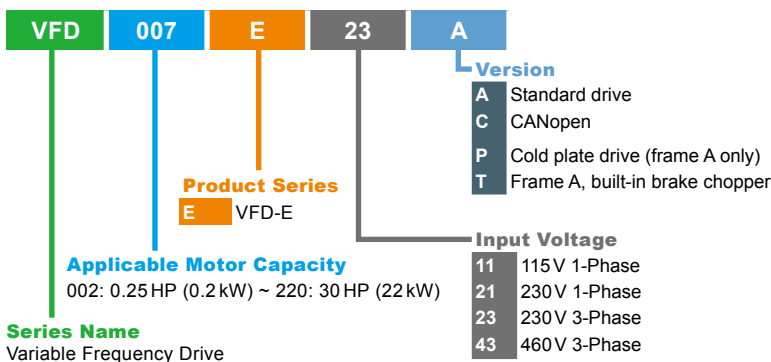 VFD 007 E 23 A
Version
A Standard drive
C CANopen
P Cold plate drive (frame A only)
T Frame A, built-in brake chopper
Product Series
E VFD-E
Input Voltage
11 115 V 1-Phase
21 230 V 1-Phase
23 230 V 3-Phase
43 460 V 3-Phase
Applicable Motor Capacity
002: 0.25 HP (0.2 kW) ~ 220: 30 HP (22 kW)
Series Name
Variable Frequency Drive